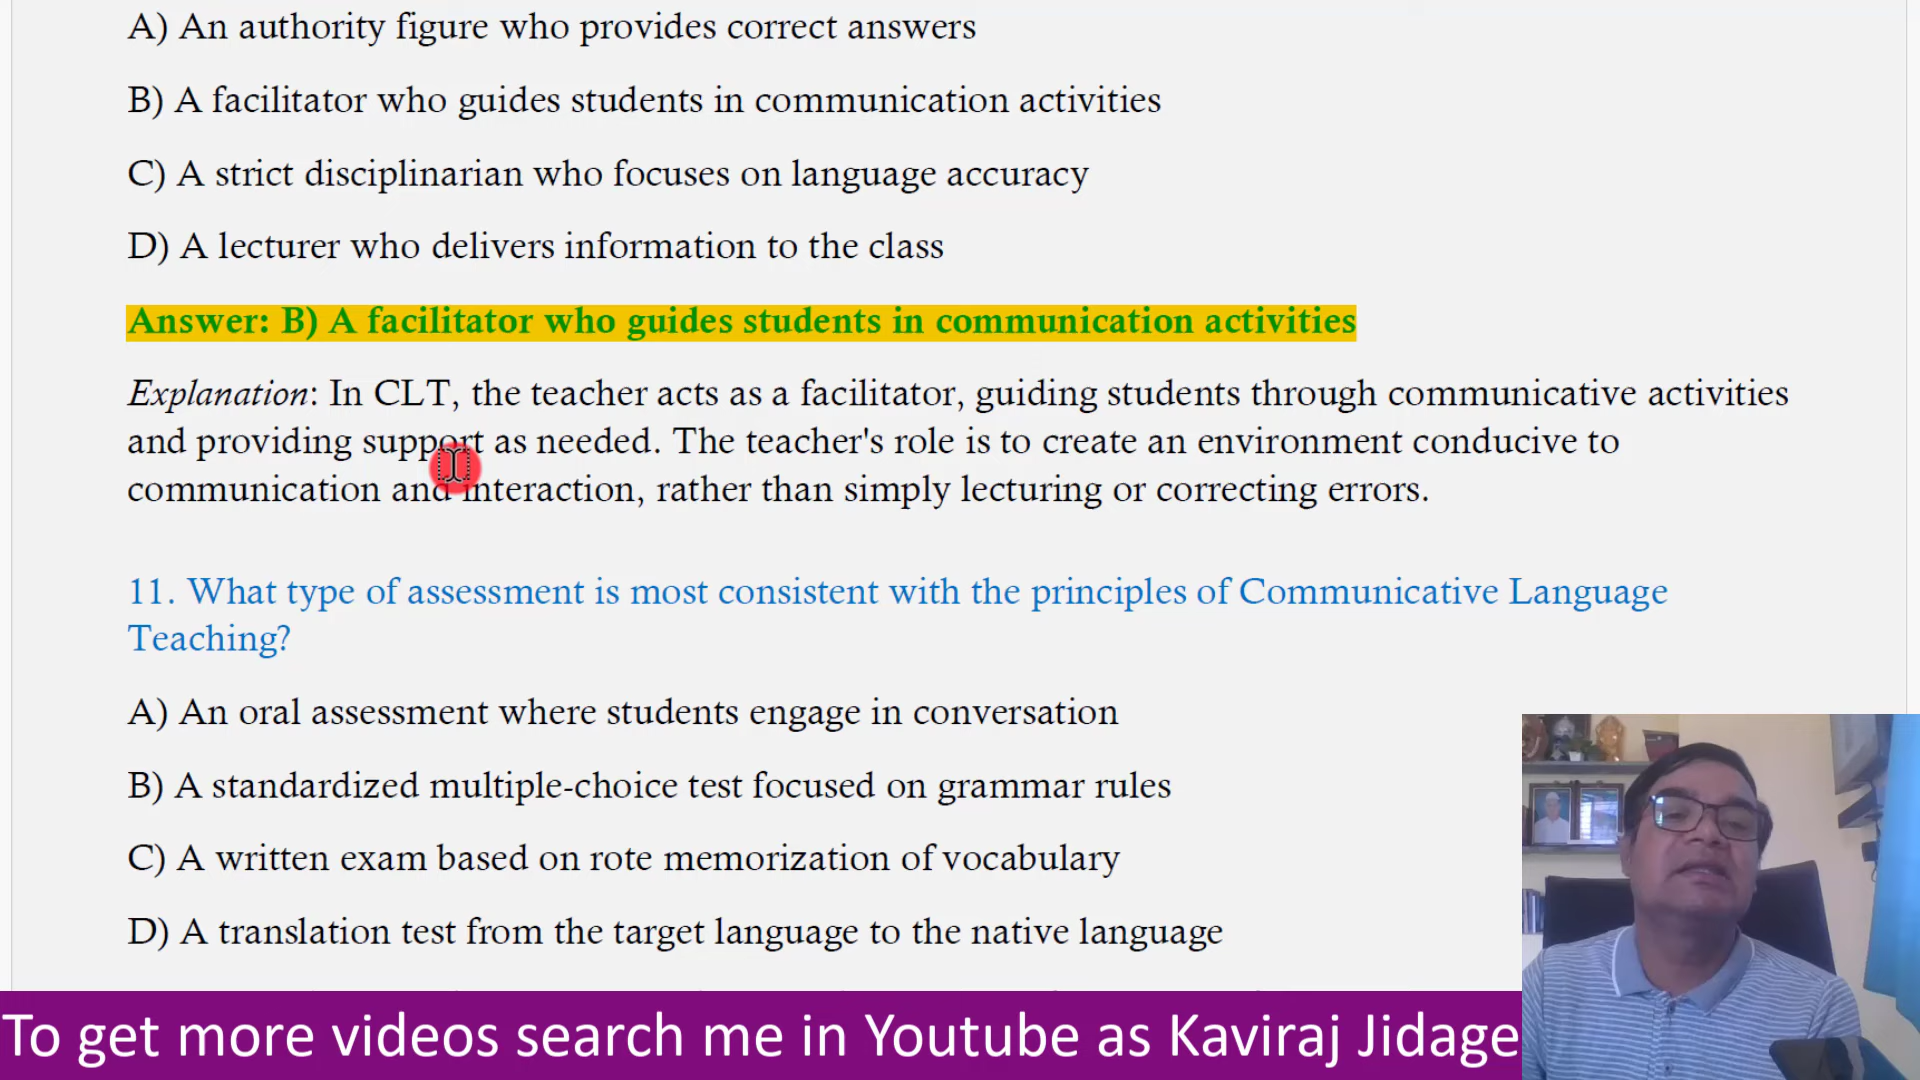 A) An authority figure who provides correct answers
B) A facilitator who guides students in communication activities
C) A strict disciplinarian who focuses on language accuracy
D) A lecturer who delivers information to the class
Answer: B) A facilitator who guides students in communication activities
Explanation: In CLT, the teacher acts as a facilitator, guiding students through communicative activities
and providing support as needed. The teacher's role is to create an environment conducive to
communication and interaction, rather than simply lecturing or correcting errors.
11. What type of assessment is most consistent with the principles of Communicative Language
Teaching?
A) An oral assessment where students engage in conversation
B) A standardized multiple-choice test focused on grammar rules
C) A written exam based on rote memorization of vocabulary
D) A translation test from the target language to the native language
To get more videos search me in Youtube as Kaviraj Jidage